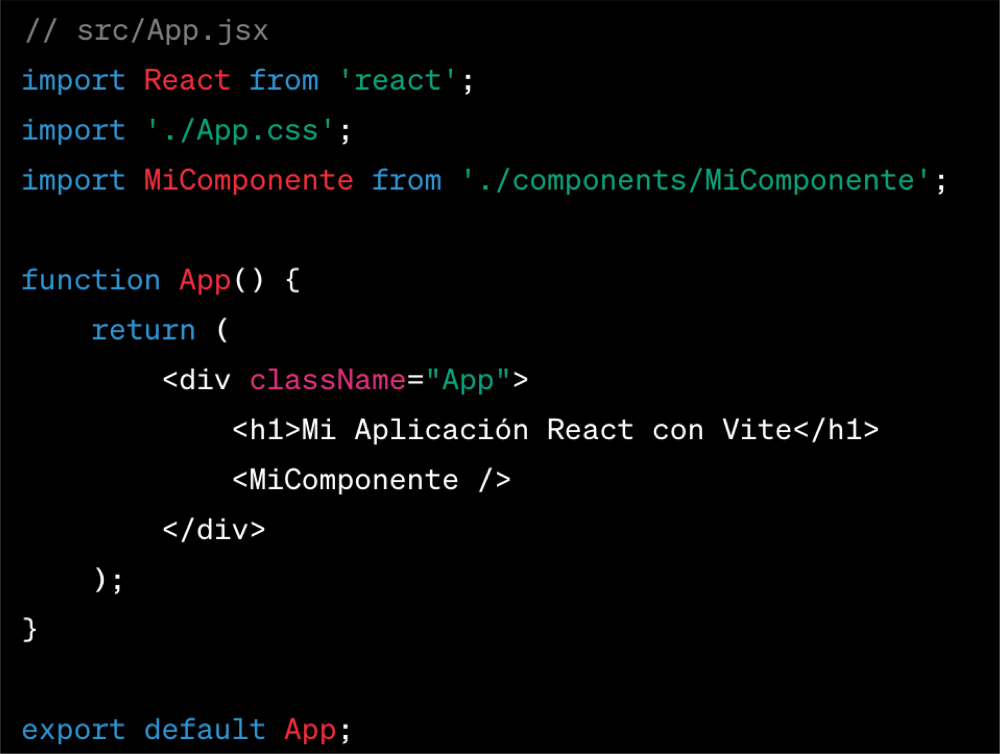 // src/App.jsx
import React from 'react';
import './App.css';
import MiComponente from './components/MiComponente';
function App() {
    return (
        <div className="App">
            <h1>Mi Aplicación React con Vite</h1>
            <MiComponente />
        </div>
    );
}
export default App;